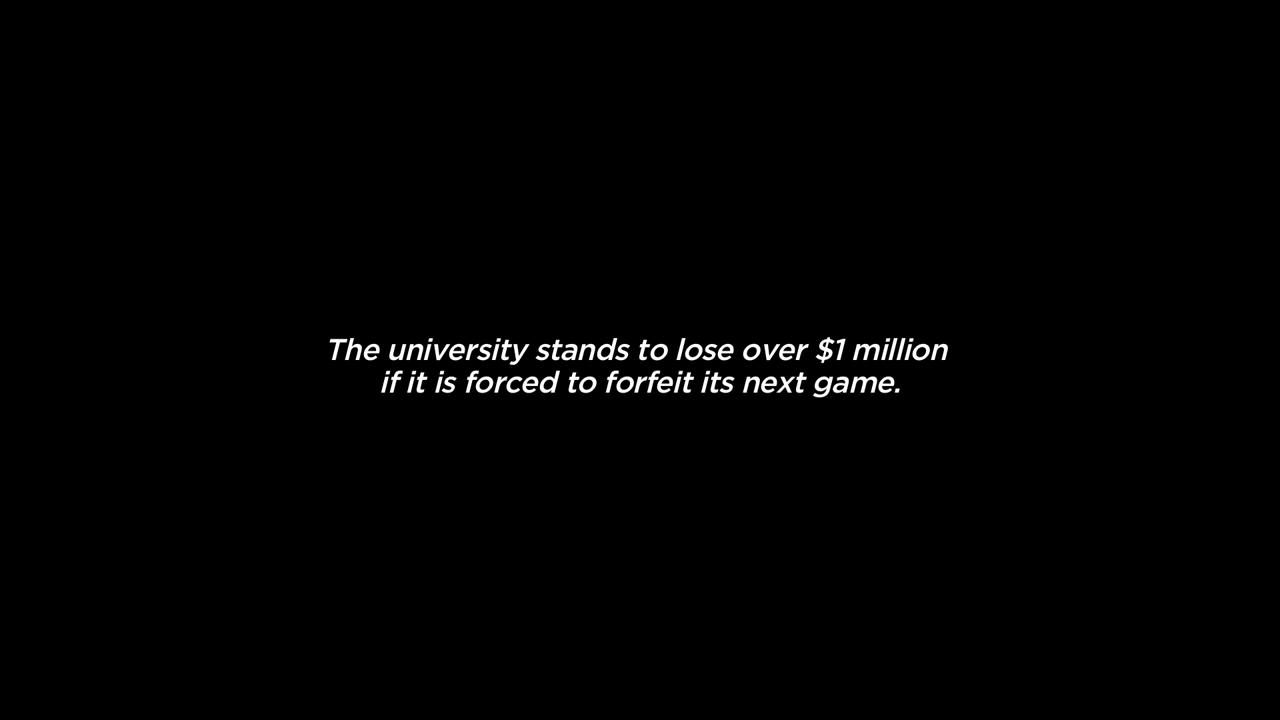 The university stands to lose over $1 million
if it is forced to forfeit its next game.